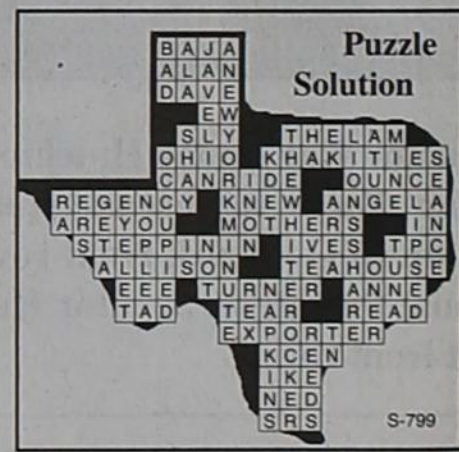 Puzzle
Solution
BAJA
ALAN
DAVE
EW
SLY THELAM
OHIO KHAKITIES
CANRIDE OUNCE
REGENCY KNEW ANGELA
AREYOU MOTHERS IN
STEPPININ IVES TPC
ALLISON TEAHOUSE
EEE TURNER ANNE
TAD TEAR READ
EXPORTER
KCEN
IKE
NED
SRS
S-799